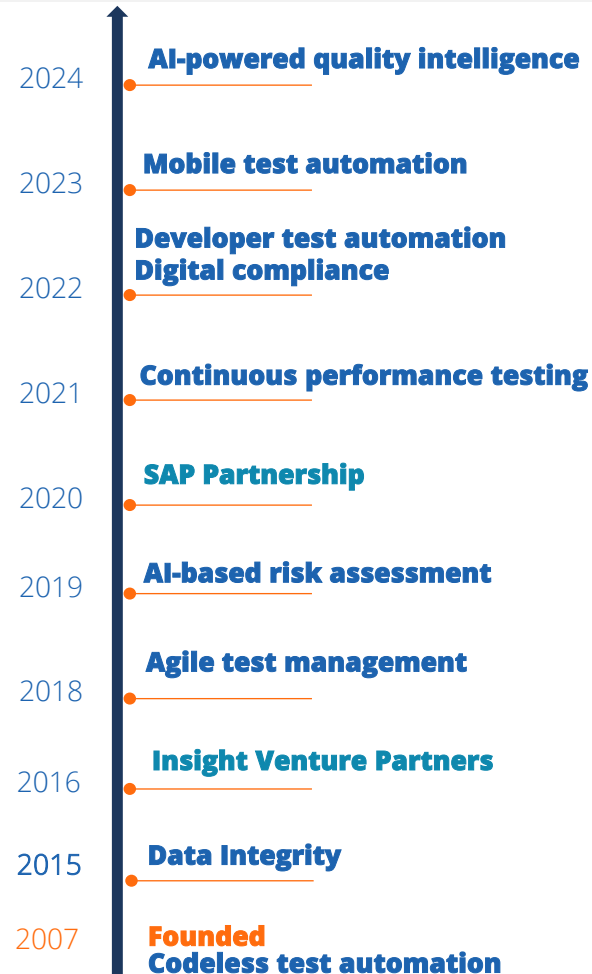 AI-powered quality intelligence
2024
Mobile test automation
2023
Developer test automation
Digital compliance
2022
Continuous performance testing
2021
SAP Partnership
2020
AI-based risk assessment
2019
Agile test management
2018
Insight Venture Partners
2016
Data Integrity
2015
2007
Founded
Codeless test automation